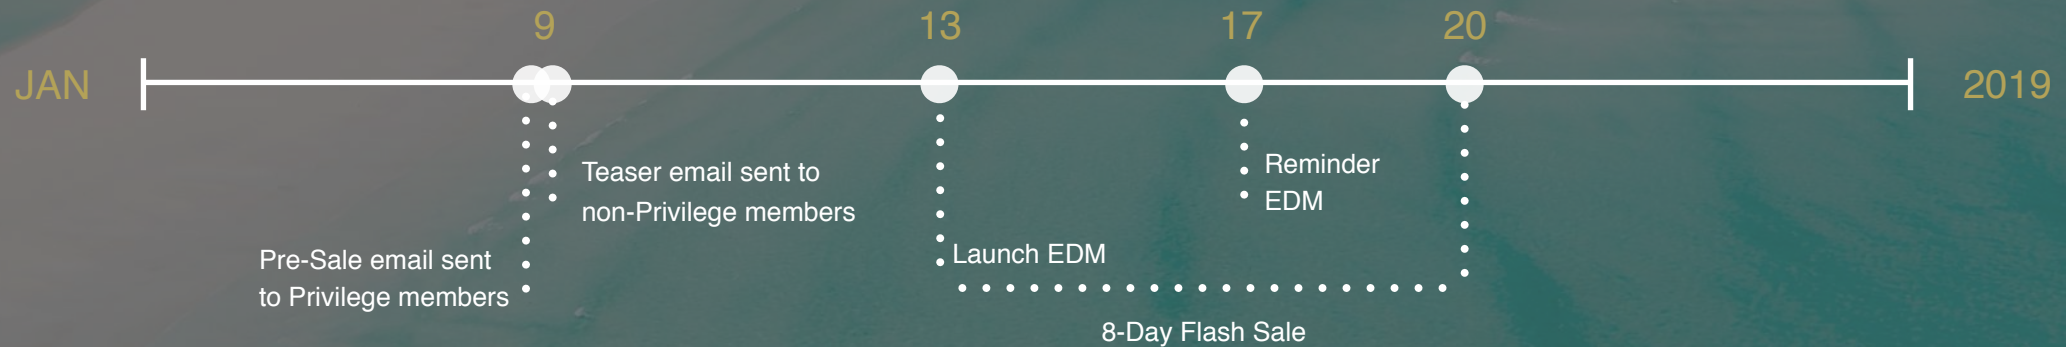 9
13
17
20
JAN
2019
Teaser email sent to
non-Privilege members
Reminder
EDM
Pre-Sale email sent
to Privilege members
Launch EDM
8-Day Flash Sale